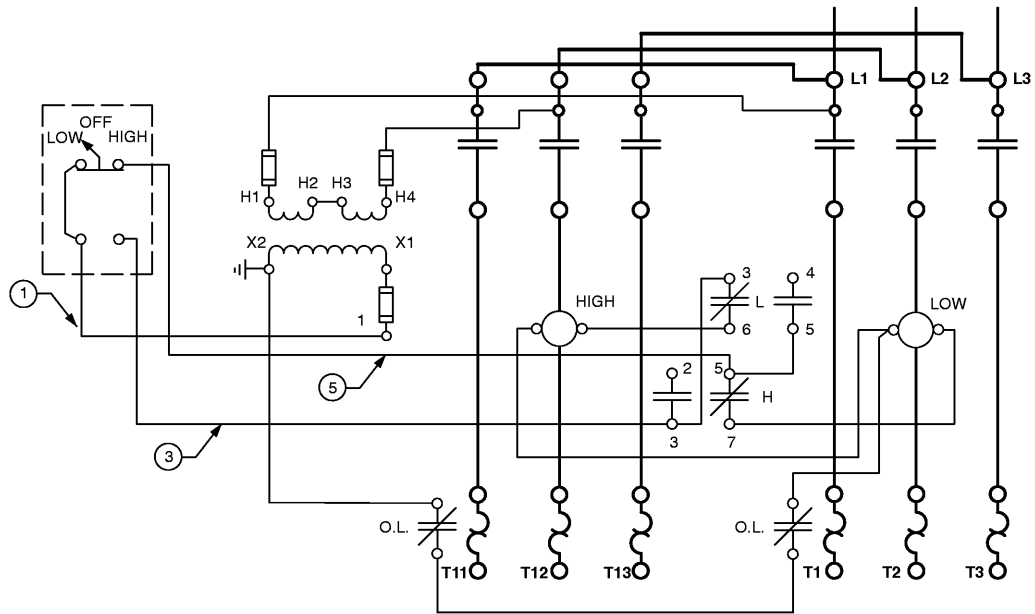 L1
L2
L3
OFF
LOW
HIGH
H1
H2
H3
H4
X2
X1
1
1
3
4
HIGH
L
LOW
6
5
5
2
5
H
3
3
7
O.L.
O.L.
T11
T12
T13
T1
T2
T3